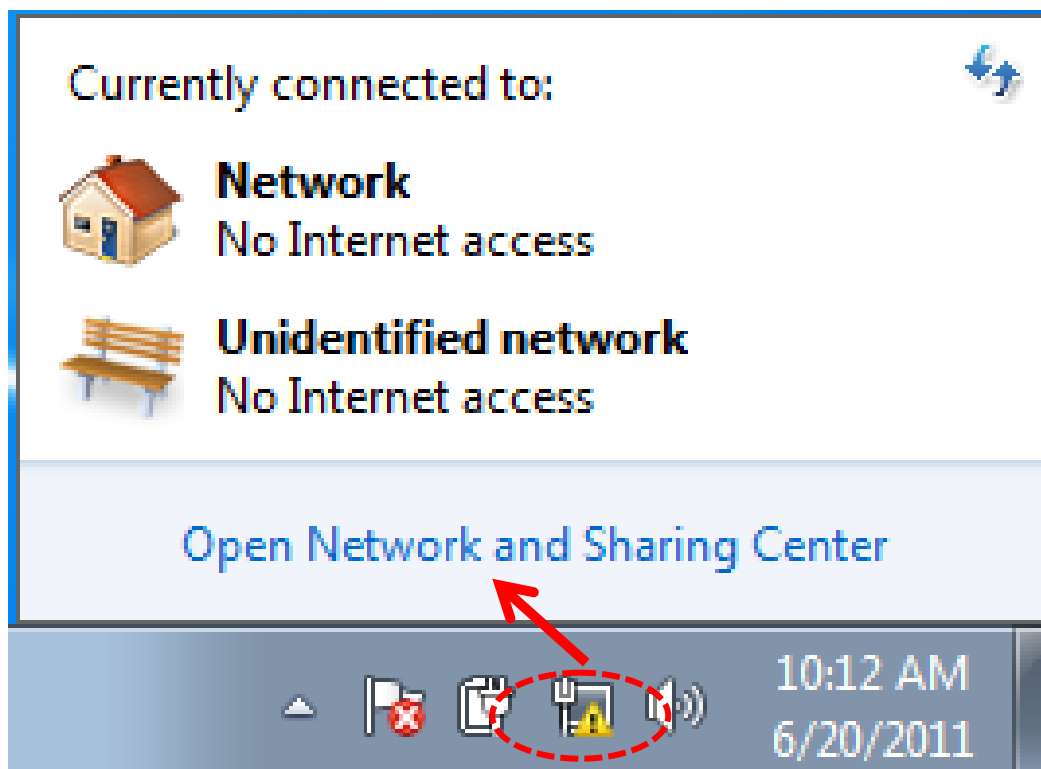 Currently connected to:
Network
No Internet access
Unidentified network
No Internet access
Open Network and Sharing Center
10:12 AM
6/20/2011